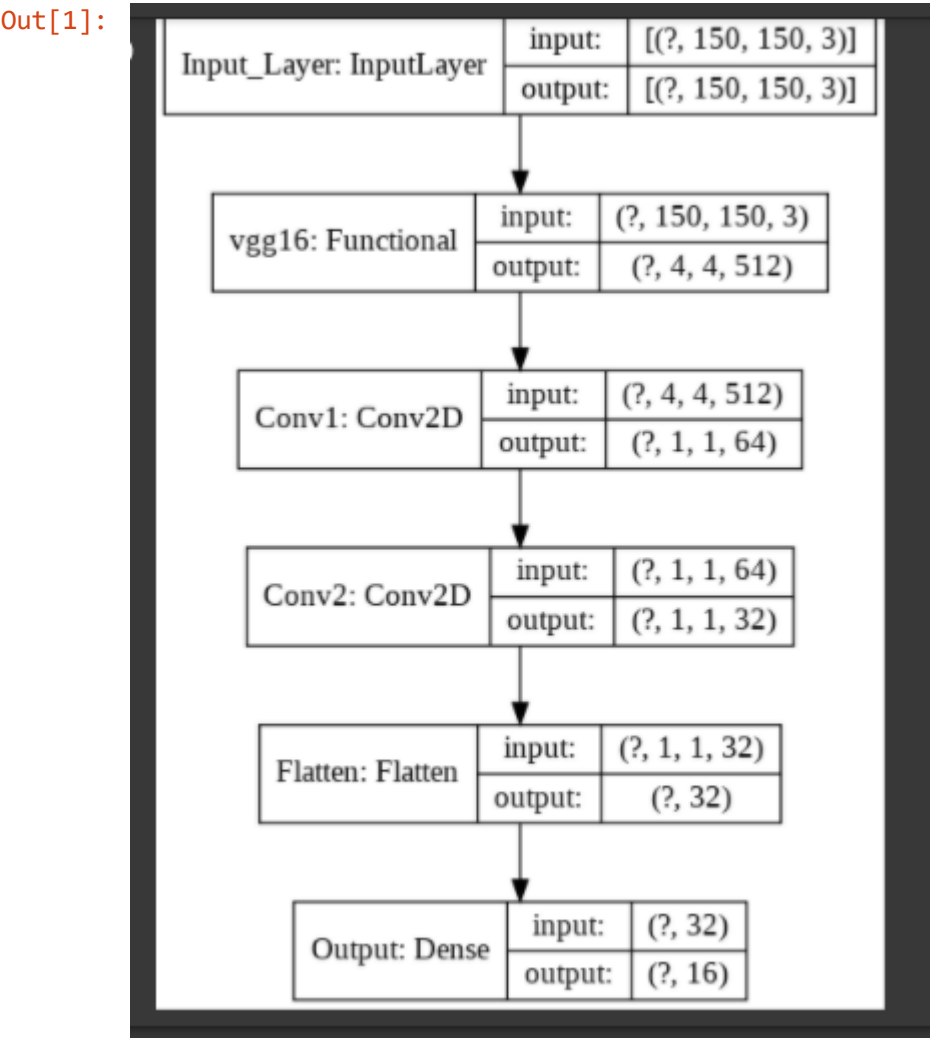 Out[1]:
Input_Layer: InputLayer
input:
[(?, 150, 150, 3)]
output:
[(?, 150, 150, 3)]
vgg16: Functional
input:
(?, 150, 150, 3)
output:
(?, 4, 4, 512)
Conv1: Conv2D
input:
(?, 4, 4, 512)
output:
(?, 1, 1, 64)
Conv2: Conv2D
input:
(?, 1, 1, 64)
output:
(?, 1, 1, 32)
Flatten: Flatten
input:
(?, 1, 1, 32)
output:
(?, 32)
Output: Dense
input:
(?, 32)
output:
(?, 16)